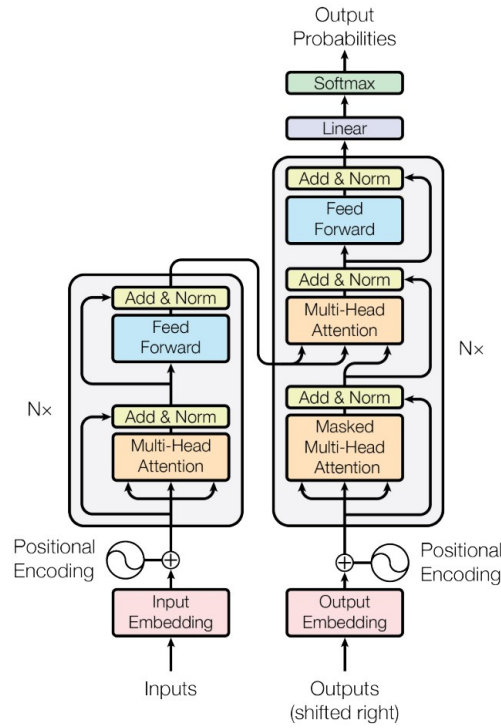 Output
Probabilities
Softmax
Linear
Add & Norm
Feed
Forward
Add & Norm
Multi-Head
Attention
Add & Norm
Masked
Multi-Head
Attention
N×
Add & Norm
Feed
Forward
Add & Norm
Multi-Head
Attention
N×
Positional
Encoding
Positional
Encoding
Input
Embedding
Output
Embedding
Inputs
Outputs
(shifted right)